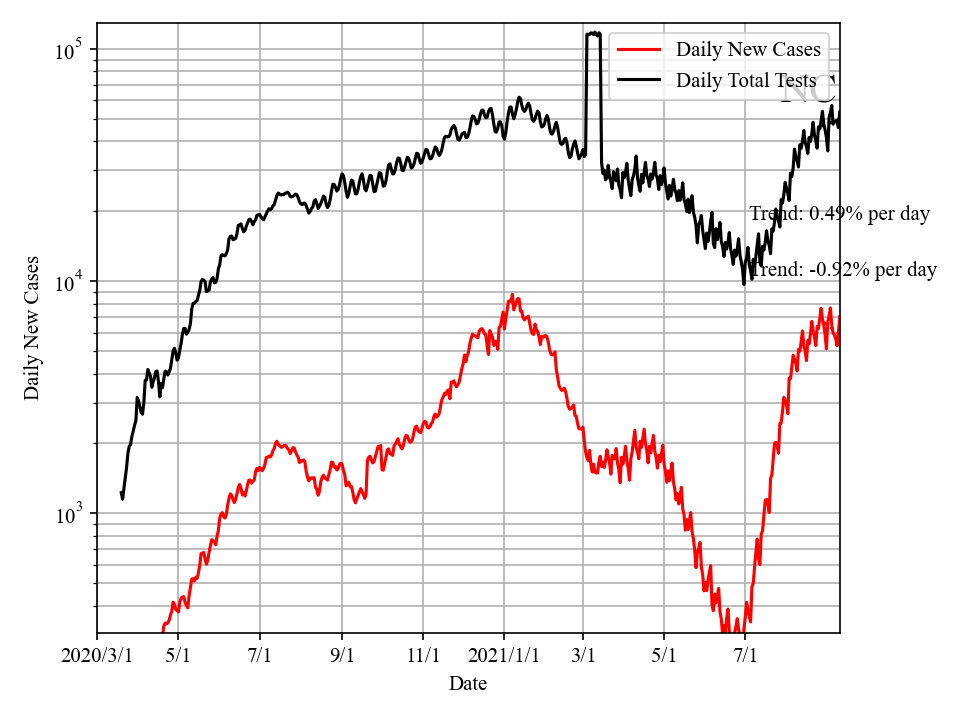 10^5
Daily New Cases
Daily Total Tests
NC
Trend: 0.49% per day
Trend: -0.92% per day
10^4
Daily New Cases
10^3
2020/3/1 5/1 7/1 9/1 11/1 2021/1/1 3/1 5/1 7/1
Date